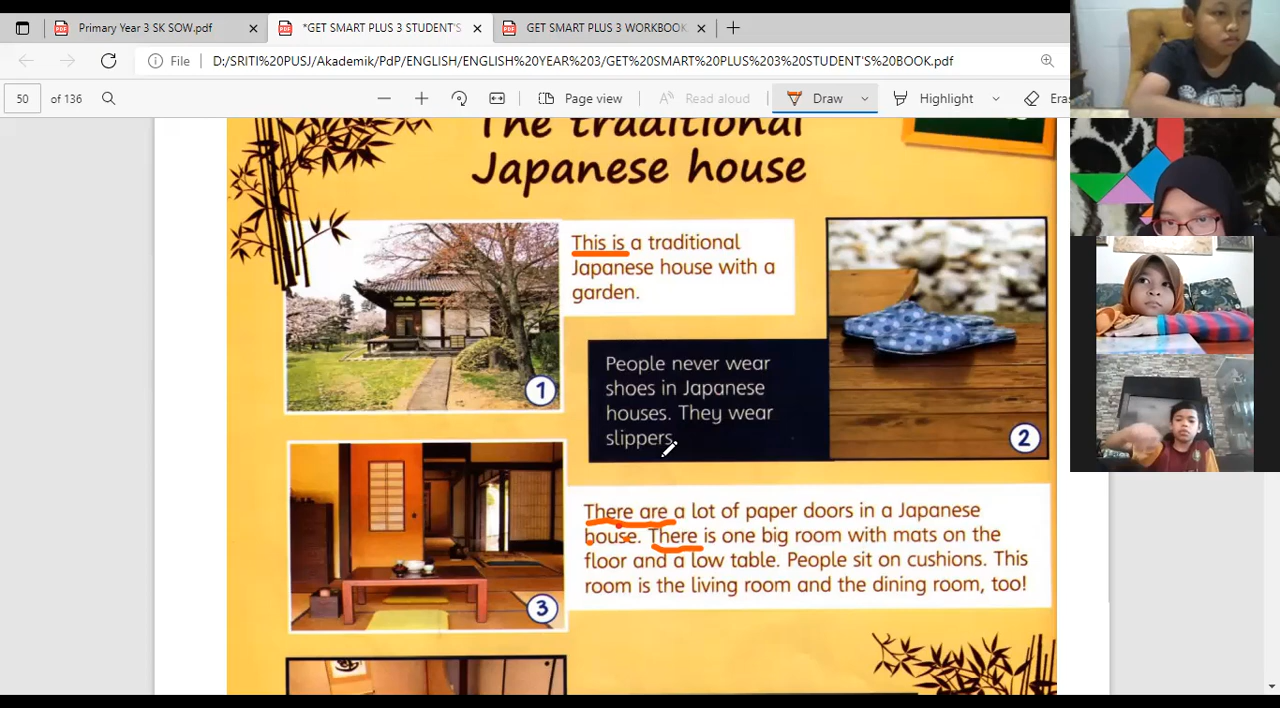 Primary Year 3 SK SOW.pdf
*GET SMART PLUS 3 STUDENT'S
GET SMART PLUS 3 WORKBOOK
File
D:/SRITI%20PUSJ/Akademik/PdP/ENGLISH/ENGLISH%20YEAR%203/GET%20SMART%20PLUS%203%20STUDENT'S%20BOOK.pdf
50 of 136
Page view
Read aloud
Draw
Highlight
Eras
The traditional
Japanese house
This is a traditional
Japanese house with a
garden.
1
People never wear
shoes in Japanese
houses. They wear
slippers.
2
There are a lot of paper doors in a Japanese
house. There is one big room with mats on the
floor and a low table. People sit on cushions. This
room is the living room and the dining room, too!
3